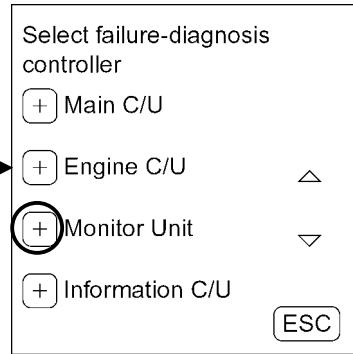 Select failure-diagnosis
controller
+ Main C/U
+ Engine C/U
+ Monitor Unit
+ Information C/U
ESC